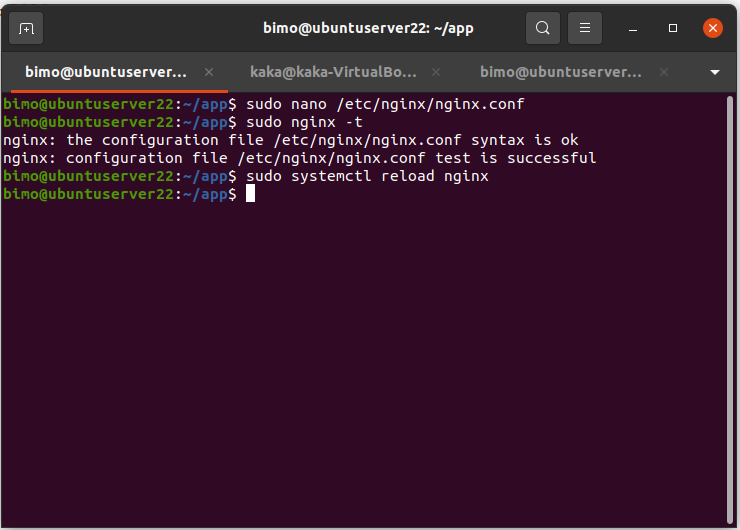 bimo@ubuntuserver22: ~/app
bimo@ubuntuserver...
kaka@kaka-VirtualBo...
bimo@ubuntuserver...
bimo@ubuntuserver22:~/app$ sudo nano /etc/nginx/nginx.conf
bimo@ubuntuserver22:~/app$ sudo nginx -t
nginx: the configuration file /etc/nginx/nginx.conf syntax is ok
nginx: configuration file /etc/nginx/nginx.conf test is successful
bimo@ubuntuserver22:~/app$ sudo systemctl reload nginx
bimo@ubuntuserver22:~/app$